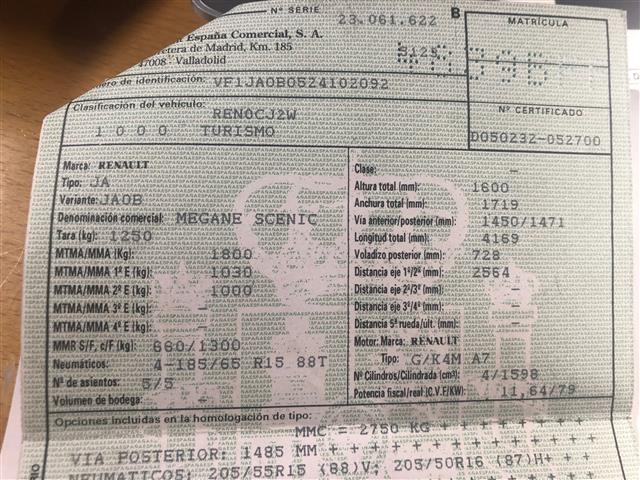 Nº SERIE 23.061.622 B MATRÍCULA
España Comercial, S. A.
de Madrid, Km. 185
47008 Valladolid
de identificación: VF1JA0B0524102092
Clasificación del vehículo: Nº CERTIFICADO
REN0CJ2W
1 0 0 0 TURISMO D050232-052700
Marca: RENAULT
Tipo: JA
Variante: JA0B
Denominación comercial: MEGANE SCENIC
Tara (kg): 1250
MTMA/MMA (Kg): 1800
MTMA/MMA 1º E (kg): 1030
MTMA/MMA 2º E (kg): 1000
MTMA/MMA 3º E (kg): -
MTMA/MMA 4º E (kg): -
MMR S/F, c/F (kg): 660/1300
Neumáticos: 4-185/65 R15 88T
Nº de asientos: 5/5
Volumen de bodega: -
Clase: -
Altura total (mm): 1600
Anchura total (mm): 1719
Vía anterior/posterior (mm): 1450/1471
Longitud total (mm): 4169
Voladizo posterior (mm): 728
Distancia eje 1º/2º (mm): 2564
Distancia eje 2º/3º (mm): -
Distancia eje 3º/4º (mm): -
Distancia 5ª rueda/últ. (mm): -
Motor: Marca: RENAULT
Tipo: G/K4M A7
Nº Cilindros/Cilindrada (cm³): 4/1598
Potencia fiscal/real (C.V.F/KW): 11,64/79
Opciones incluidas en la homologación de tipo:
MMC = 2750 KG + + + + + + + + +
VIA POSTERIOR: 1485 MM + + + + + + + + + + +
NEUMATICOS: 205/55R15 (88)V; 205/50R16 (87)H+ + +